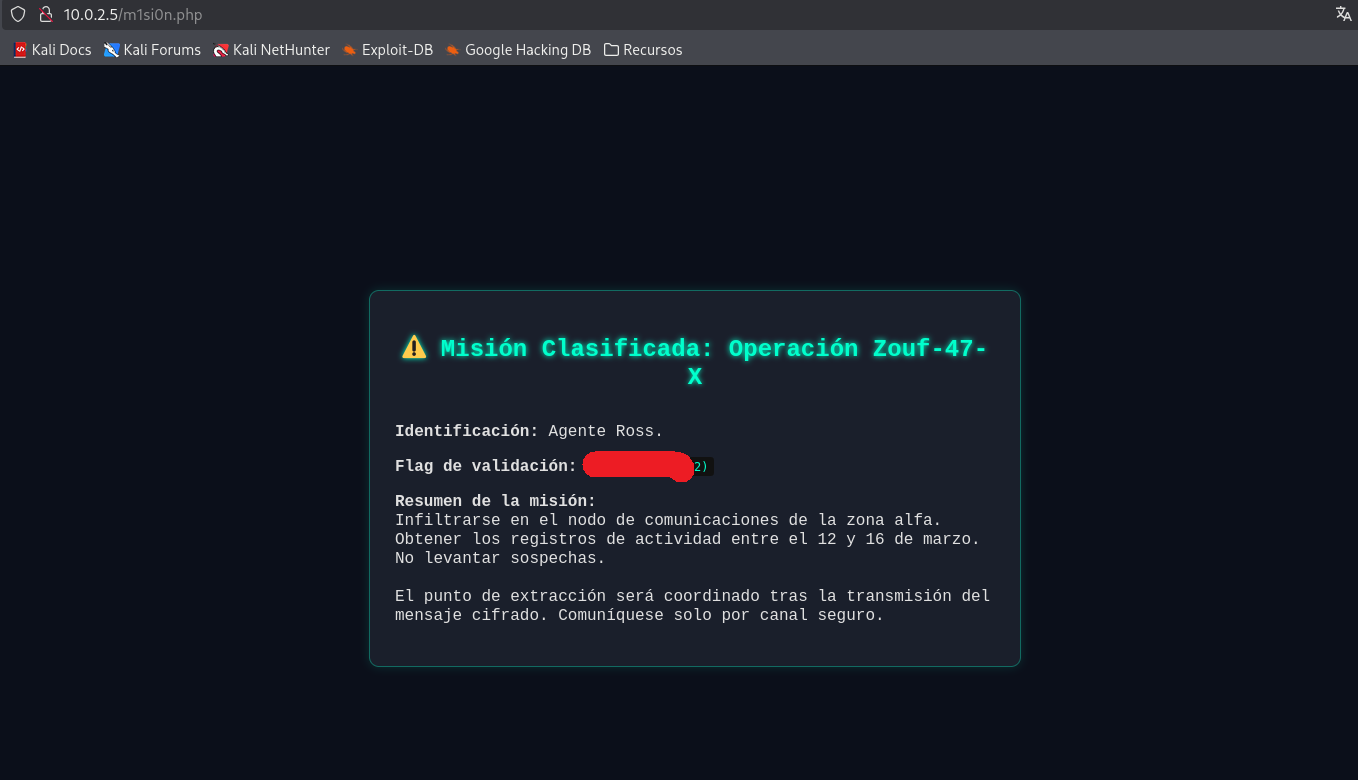 10.0.2.5/m1si0n.php
Kali Docs Kali Forums Kali NetHunter Exploit-DB Google Hacking DB Recursos
Misión Clasificada: Operación Zouf-47-
X
Identificación: Agente Ross.
Flag de validación: 2)
Resumen de la misión:
Infiltrarse en el nodo de comunicaciones de la zona alfa.
Obtener los registros de actividad entre el 12 y 16 de marzo.
No levantar sospechas.
El punto de extracción será coordinado tras la transmisión del
mensaje cifrado. Comuníquese solo por canal seguro.